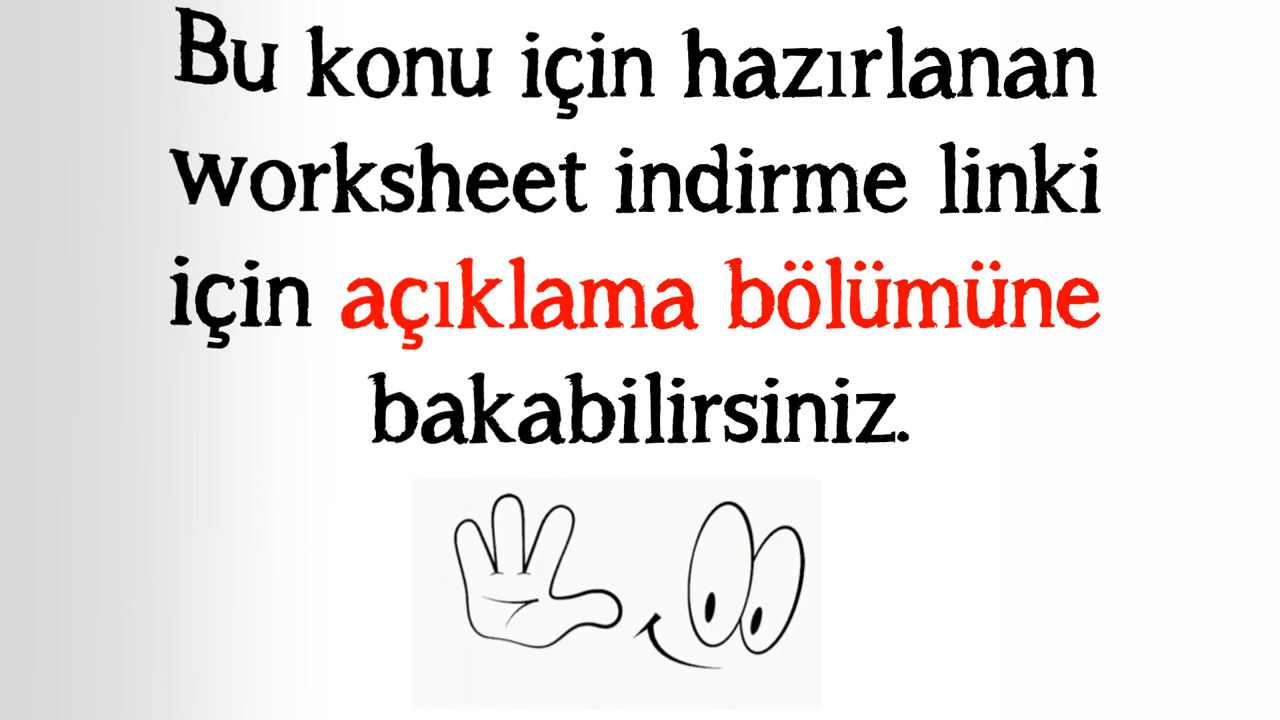 Bu konu için hazırlanan
worksheet indirme linki
için açıklama bölümüne
bakabilirsiniz.